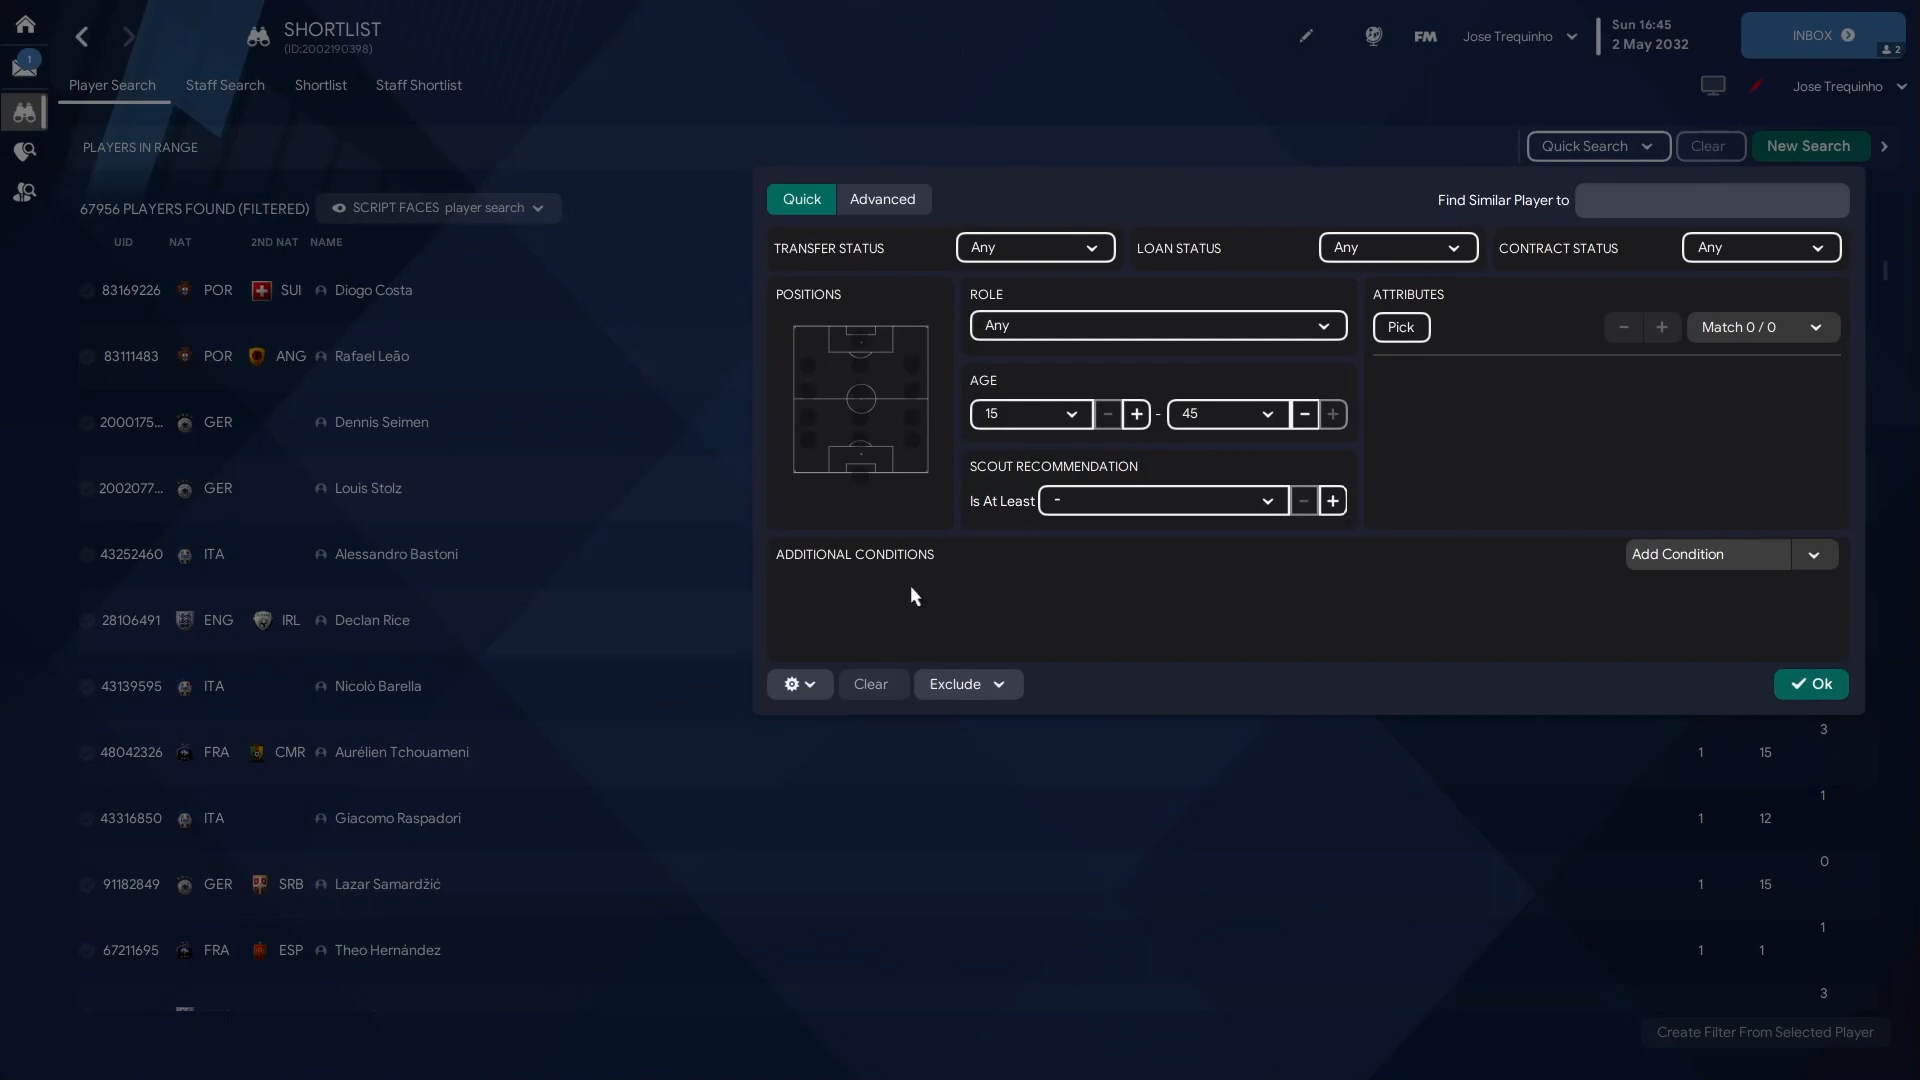 SHORTLIST
(ID:2002190398)
FM
Jose Trequinho
Sun 16:45
2 May 2032
INBOX
2
1
Player Search
Staff Search
Shortlist
Staff Shortlist
Jose Trequinho
PLAYERS IN RANGE
Quick Search
Clear
New Search
67956 PLAYERS FOUND (FILTERED)
SCRIPT FACES player search
Quick
Advanced
Find Similar Player to
UID NAT 2ND NAT NAME
TRANSFER STATUS Any
LOAN STATUS Any
CONTRACT STATUS Any
83169226 POR SUI Diogo Costa
83111483 POR ANG Rafael Leão
2000175... GER Dennis Seimen
2002077... GER Louis Stolz
43252460 ITA Alessandro Bastoni
28106491 ENG IRL Declan Rice
43139595 ITA Nicolò Barella
48042326 FRA CMR Aurélien Tchouameni
43316850 ITA Giacomo Raspadori
91182849 GER SRB Lazar Samardžić
67211695 FRA ESP Theo Hernández
POSITIONS
ROLE
Any
AGE
15 - + - 45 - +
SCOUT RECOMMENDATION
Is At Least - - +
ATTRIBUTES
Pick
- + Match 0 / 0
ADDITIONAL CONDITIONS
Add Condition
Clear
Exclude
Ok
3
1 15
1
1 12
0
1 15
1
1 1
3
Create Filter From Selected Player